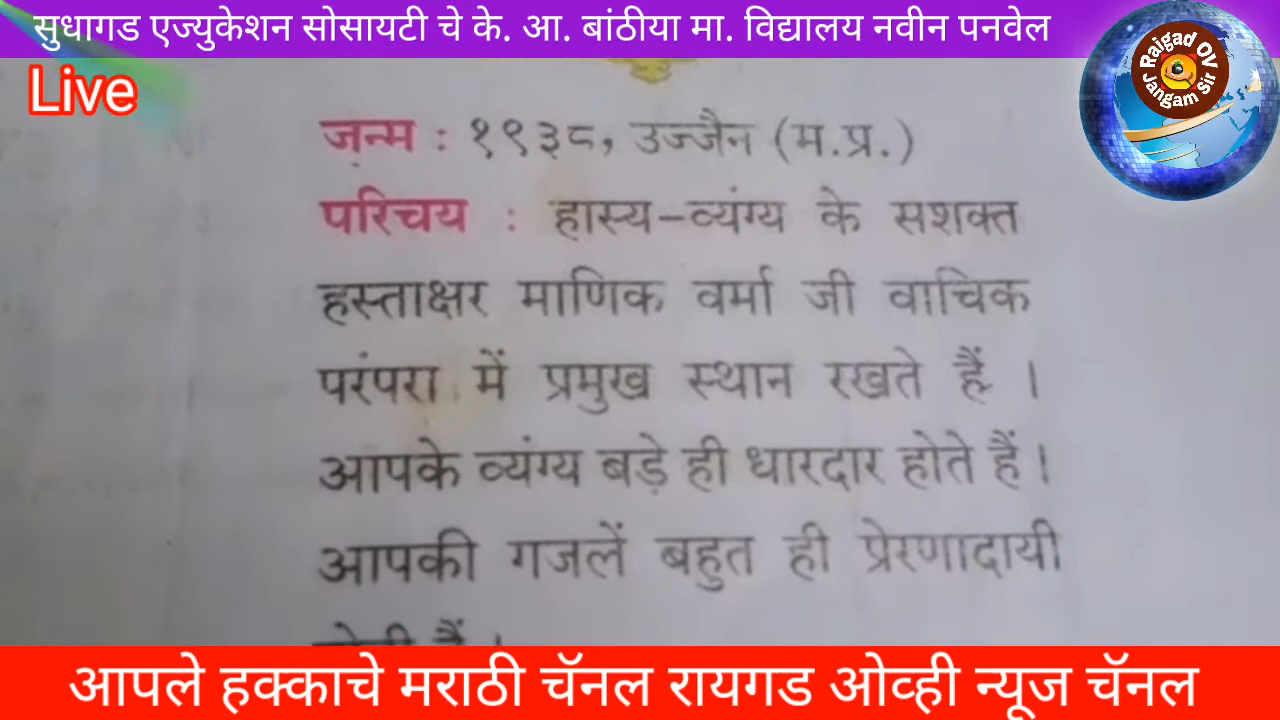 सुधागड एज्युकेशन सोसायटी चे के. आ. बांठीया मा. विद्यालय नवीन पनवेल
Live
Raigad OV
Jangam Sir
जन्म : १९३८, उज्जैन (म.प्र.)
परिचय : हास्य-व्यंग्य के सशक्त
हस्ताक्षर माणिक वर्मा जी वाचिक
परंपरा में प्रमुख स्थान रखते हैं ।
आपके व्यंग्य बड़े ही धारदार होते हैं ।
आपकी गजलें बहुत ही प्रेरणादायी
हैं ।
आपले हक्काचे मराठी चॅनल रायगड ओव्ही न्यूज चॅनल